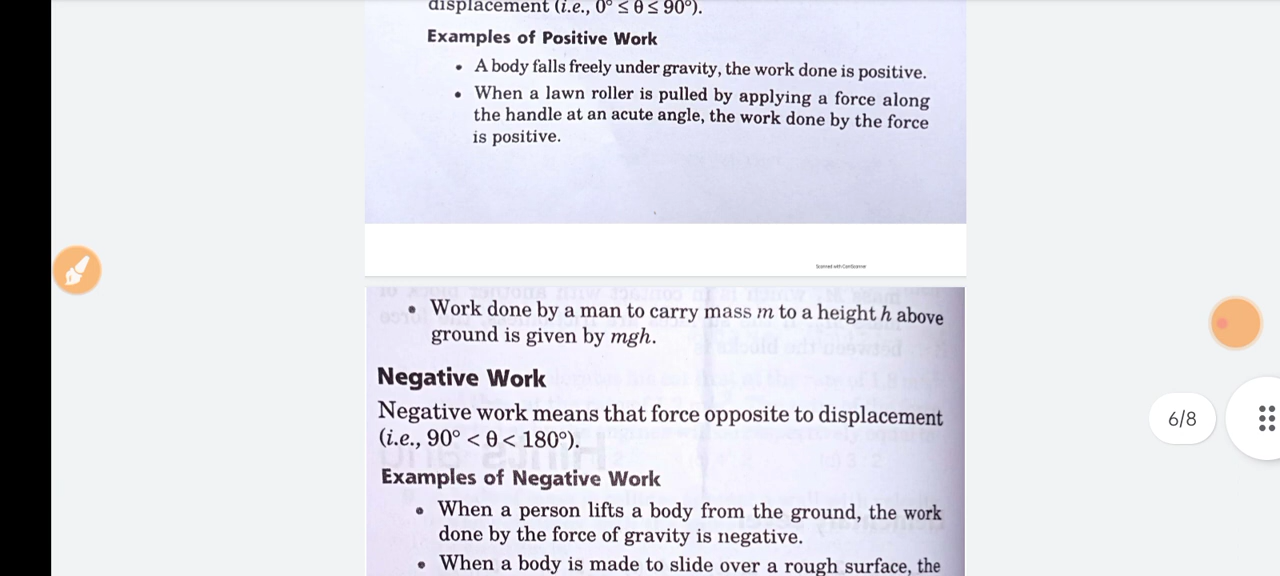 displacement (i.e., 0° ≤ θ ≤ 90°).
Examples of Positive Work
• A body falls freely under gravity, the work done is positive.
• When a lawn roller is pulled by applying a force along
the handle at an acute angle, the work done by the force
is positive.
Scanned with CamScanner
• Work done by a man to carry mass m to a height h above
ground is given by mgh.
Negative Work
Negative work means that force opposite to displacement
(i.e., 90° < θ < 180°).
Examples of Negative Work
• When a person lifts a body from the ground, the work
done by the force of gravity is negative.
• When a body is made to slide over a rough surface, the
6/8